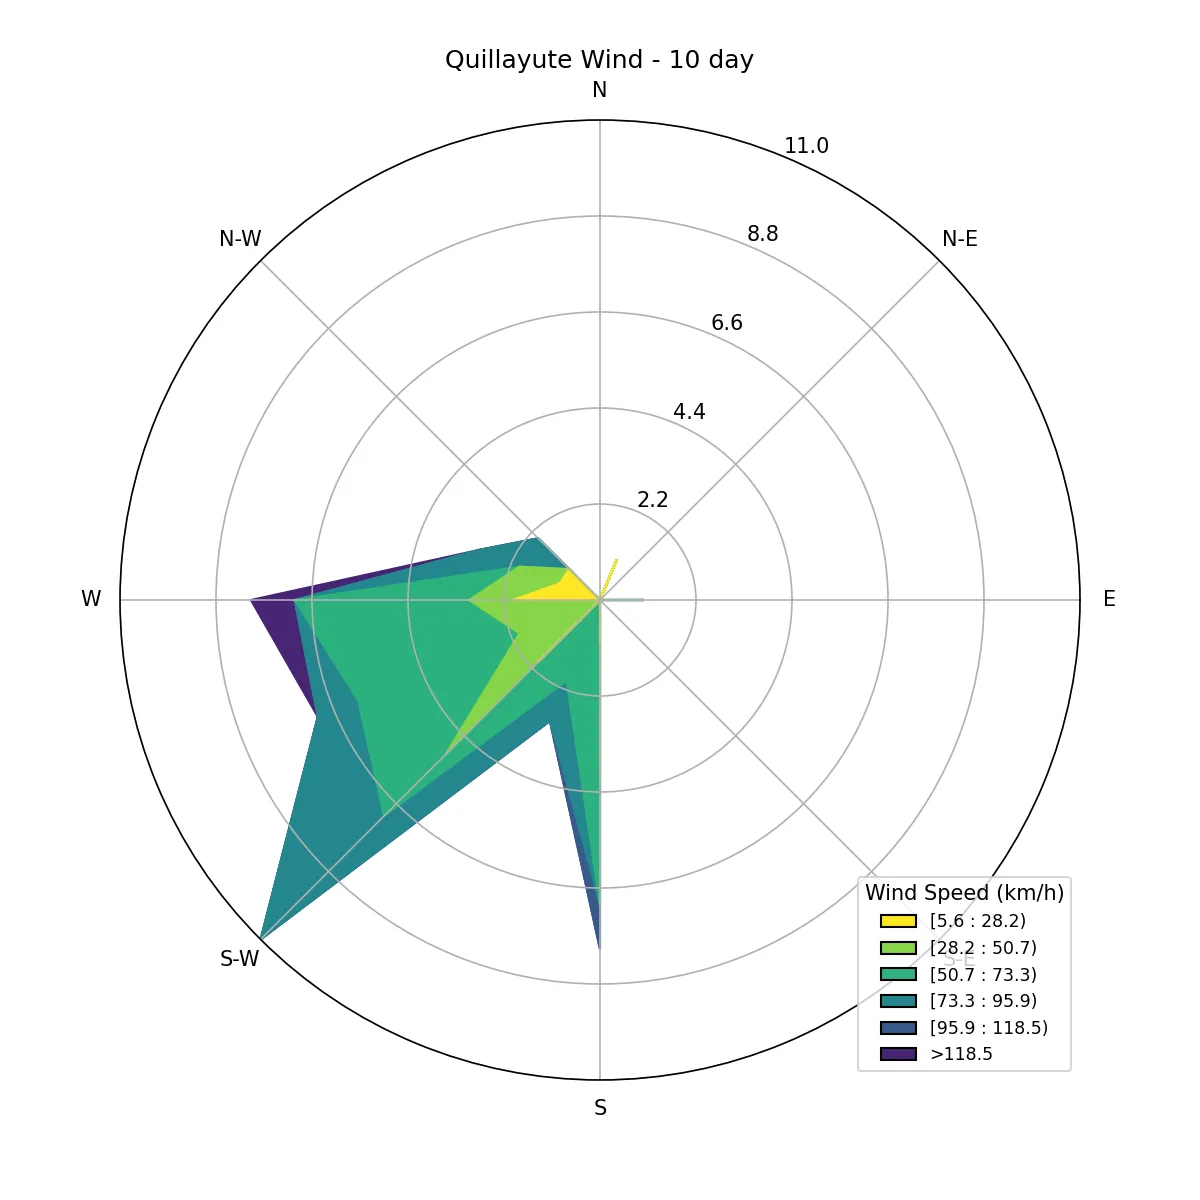 Quillayute Wind - 10 day
N
11.0
N-W
8.8
N-E
6.6
4.4
2.2
W
E
Wind Speed (km/h)
[5.6 : 28.2)
[28.2 : 50.7)
S-W
S-E
[50.7 : 73.3)
[73.3 : 95.9)
[95.9 : 118.5)
>118.5
S